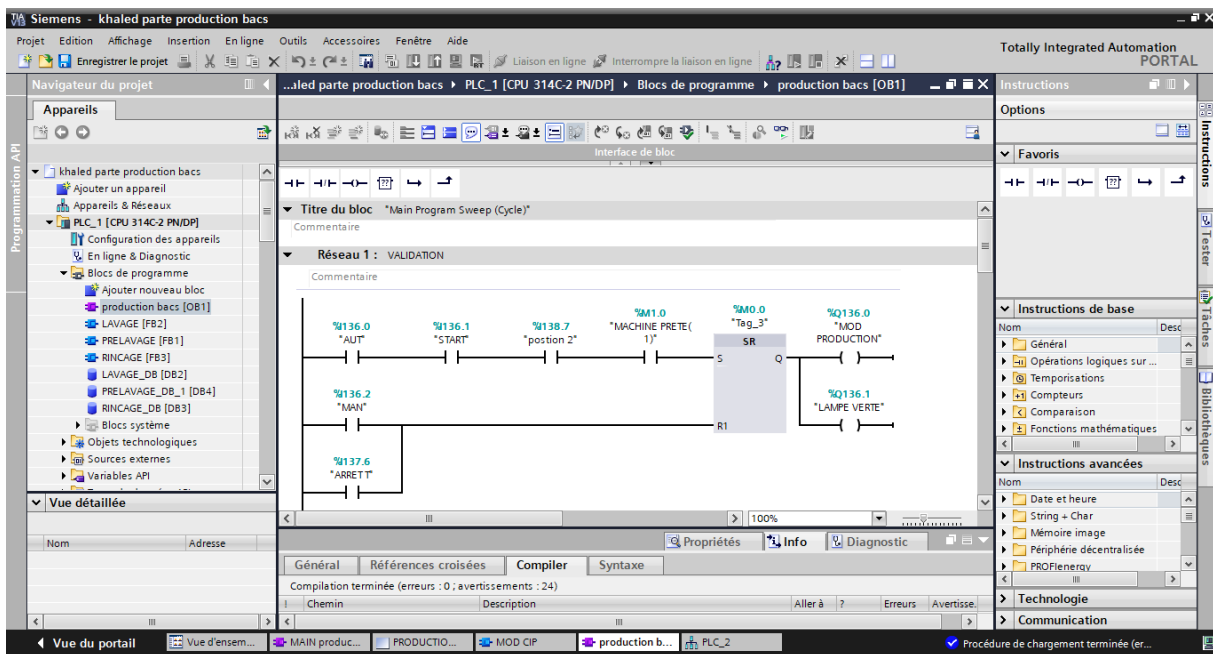 Siemens - khaled parte production bacs
Projet Edition Affichage Insertion En ligne Outils Accessoires Fenêtre Aide
Totally Integrated Automation
PORTAL
Enregistrer le projet Liaison en ligne Interrompre la liaison en ligne
Navigateur du projet
...aled parte production bacs PLC_1 [CPU 314C-2 PN/DP] Blocs de programme production bacs [OB1]
Instructions
Appareils
Options
Interface de bloc
Programmation API
Favoris
khaled parte production bacs
Ajouter un appareil
Appareils & Réseaux
PLC_1 [CPU 314C-2 PN/DP]
Configuration des appareils
En ligne & Diagnostic
Blocs de programme
Ajouter nouveau bloc
production bacs [OB1]
LAVAGE [FB2]
PRELAVAGE [FB1]
RINCAGE [FB3]
LAVAGE_DB [DB2]
PRELAVAGE_DB_1 [DB4]
RINCAGE_DB [DB3]
Blocs système
Objets technologiques
Sources externes
Variables API
Vue détaillée
Nom Adresse
Titre du bloc "Main Program Sweep (Cycle)"
Commentaire
Réseau 1 : VALIDATION
Commentaire
%I136.0
"AUT"
%I136.1
"START"
%I138.7
"postion 2"
%M1.0
"MACHINE PRETE(
1)"
%M0.0
"Tag_3"
SR
S Q
R1
%Q136.0
"MOD
PRODUCTION"
%I136.2
"MAN"
%Q136.1
"LAMPE VERTE"
%I137.6
"ARRETT"
100%
Propriétés Info Diagnostic
Général Références croisées Compiler Syntaxe
Compilation terminée (erreurs : 0 ; avertissements : 24)
! Chemin Description Aller à ? Erreurs Avertisse.
Instructions de base
Nom Desc
Général
Opérations logiques sur ...
Temporisations
Compteurs
Comparaison
Fonctions mathématiques
Instructions avancées
Nom Desc
Date et heure
String + Char
Mémoire image
Périphérie décentralisée
PROFIenergy
Technologie
Communication
Instructions
Tester
Tâches
Bibliothèques
Vue du portail Vue d'ensem... MAIN produc... PRODUCTIO... MOD CIP production b... PLC_2 Procédure de chargement terminée (er...